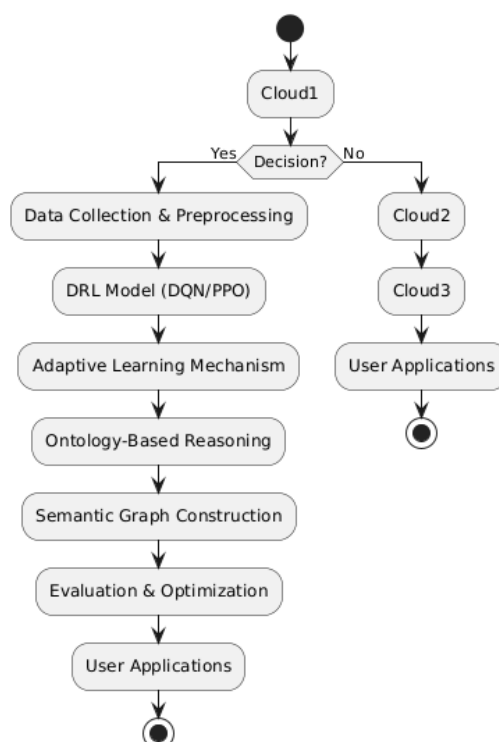 Cloud1
Yes
Decision?
No
Data Collection & Preprocessing
Cloud2
DRL Model (DQN/PPO)
Cloud3
Adaptive Learning Mechanism
User Applications
Ontology-Based Reasoning
Semantic Graph Construction
Evaluation & Optimization
User Applications